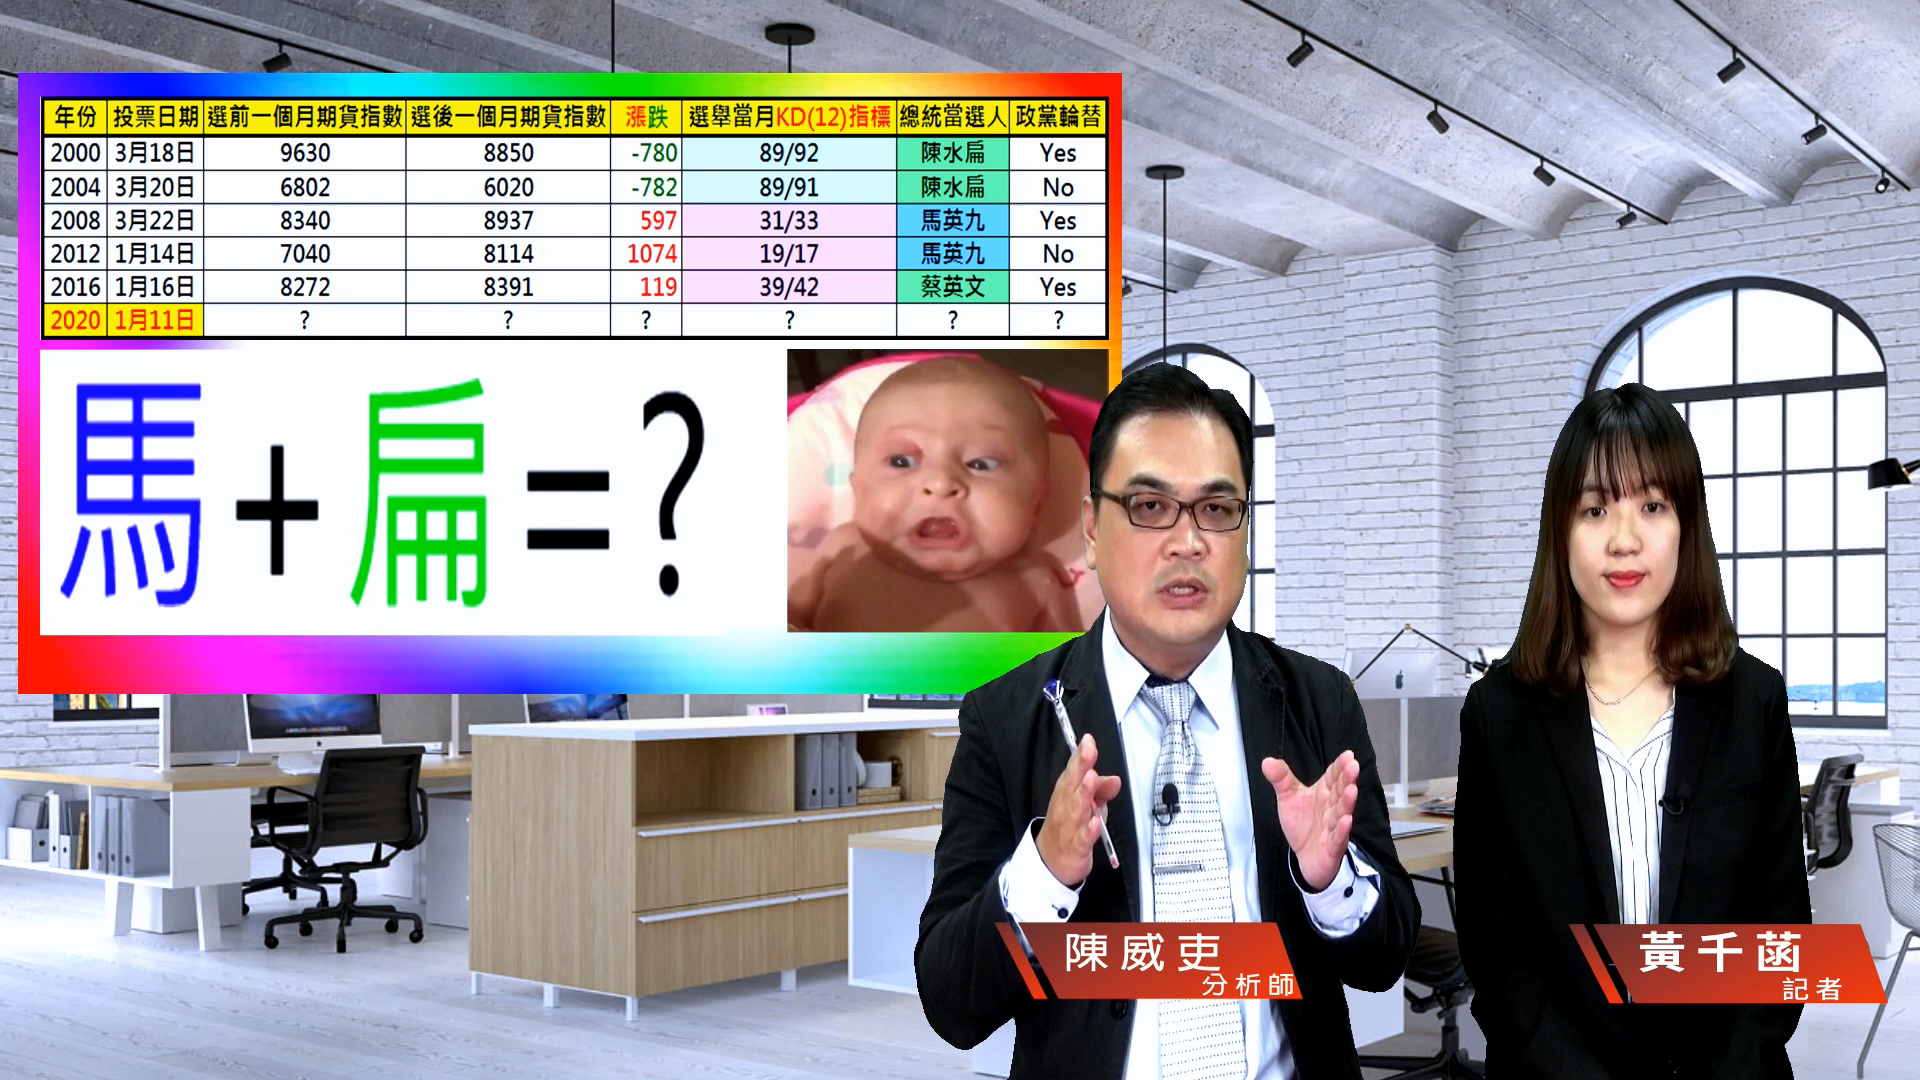 年份 投票日期 選前一個月期貨指數 選後一個月期貨指數 漲跌 選舉當月KD(12)指標 總統當選人 政黨輪替
2000 3月18日 9630 8850 -780 89/92 陳水扁 Yes
2004 3月20日 6802 6020 -782 89/91 陳水扁 No
2008 3月22日 8340 8937 597 31/33 馬英九 Yes
2012 1月14日 7040 8114 1074 19/17 馬英九 No
2016 1月16日 8272 8391 119 39/42 蔡英文 Yes
2020 1月11日 ? ? ? ? ? ?
馬+扁=?
陳威吏
分析師
黃千菡
記者